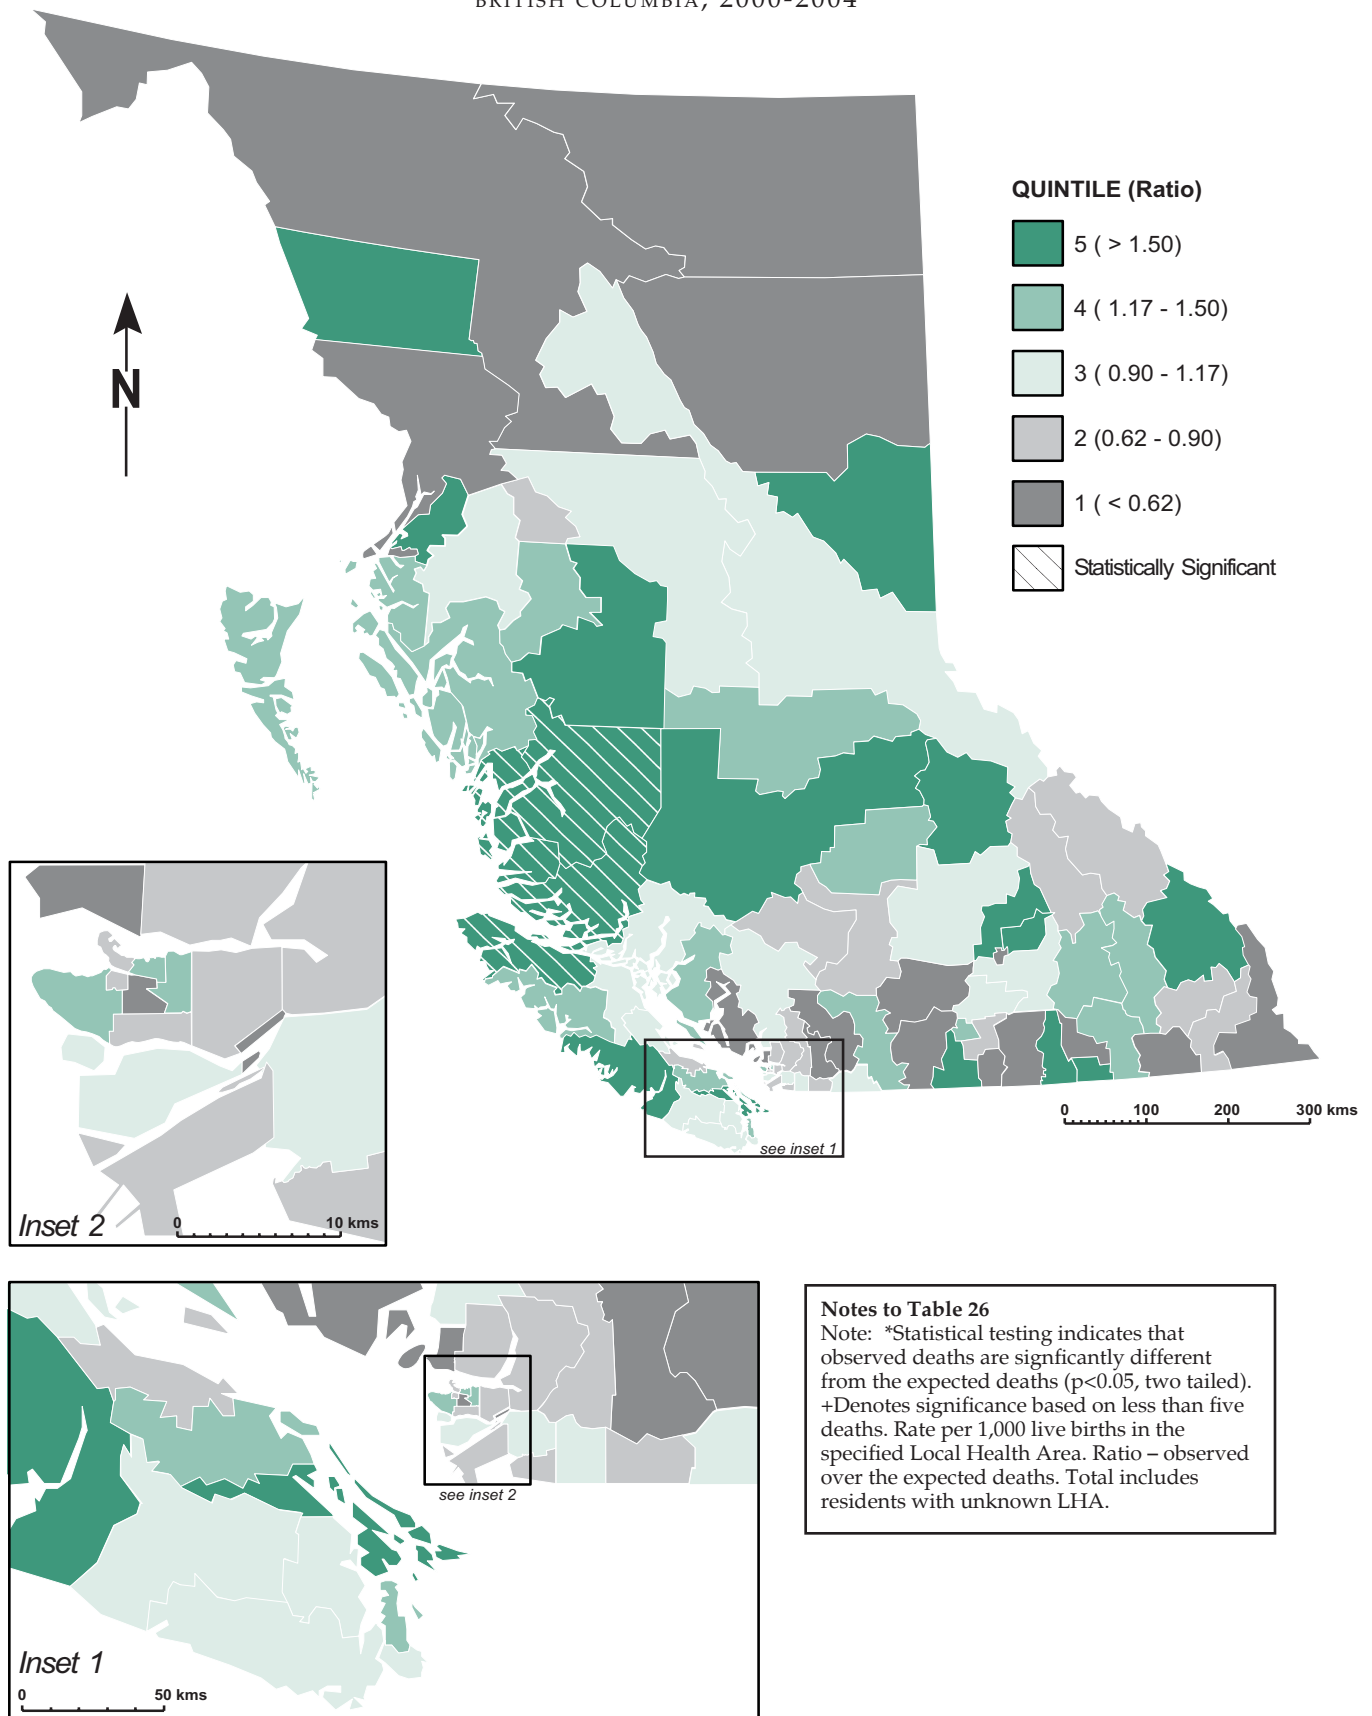 BRITISH COLUMBIA, 2000-2004
QUINTILE (Ratio)
5 ( > 1.50)
4 ( 1.17 - 1.50)
3 ( 0.90 - 1.17)
2 (0.62 - 0.90)
1 ( < 0.62)
Statistically Significant
N
0 100 200 300 kms
see inset 1
Inset 2
0 10 kms
see inset 2
Inset 1
0 50 kms
Notes to Table 26
Note: *Statistical testing indicates that
observed deaths are signficantly different
from the expected deaths (p<0.05, two tailed).
+Denotes significance based on less than five
deaths. Rate per 1,000 live births in the
specified Local Health Area. Ratio – observed
over the expected deaths. Total includes
residents with unknown LHA.